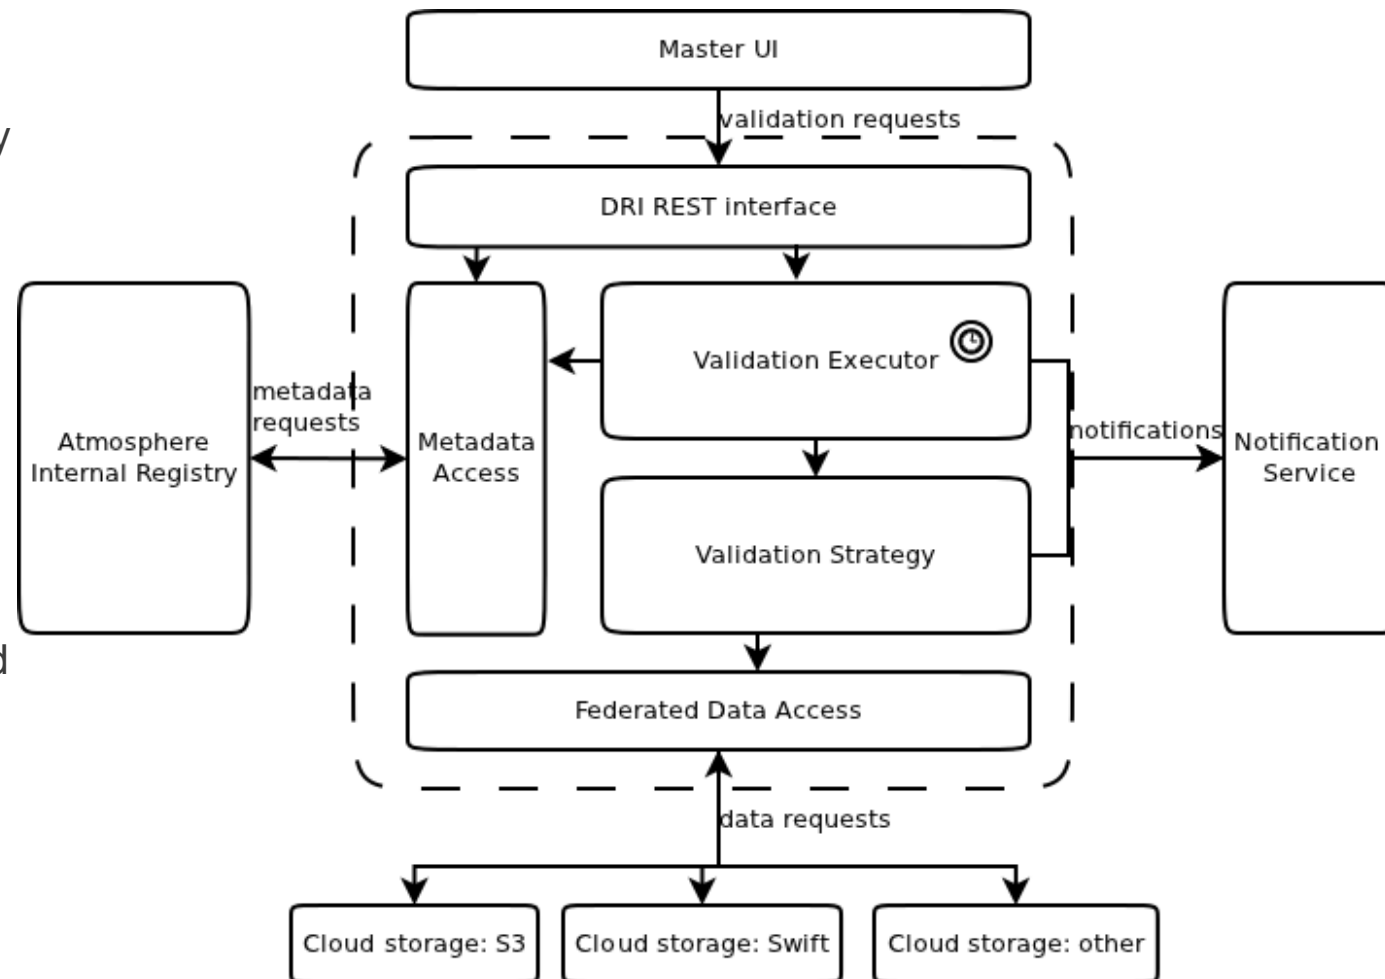 Master UI
validation requests
y
DRI REST interface
Validation Executor
metadata
requests
Atmosphere
Internal Registry
Metadata
Access
notifications
Notification
Service
Validation Strategy
d
Federated Data Access
data requests
Cloud storage: S3
Cloud storage: Swift
Cloud storage: other